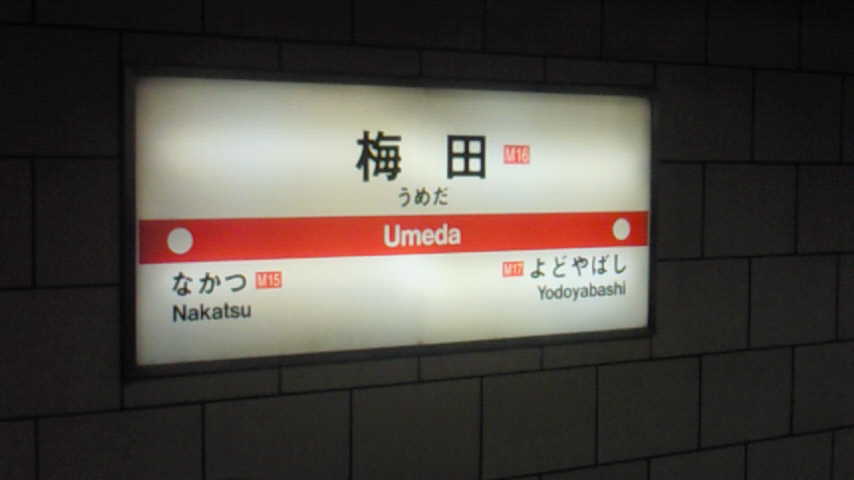 梅田 M16
うめだ
Umeda
なかつ M15
Nakatsu
M17 よどやばし
Yodoyabashi